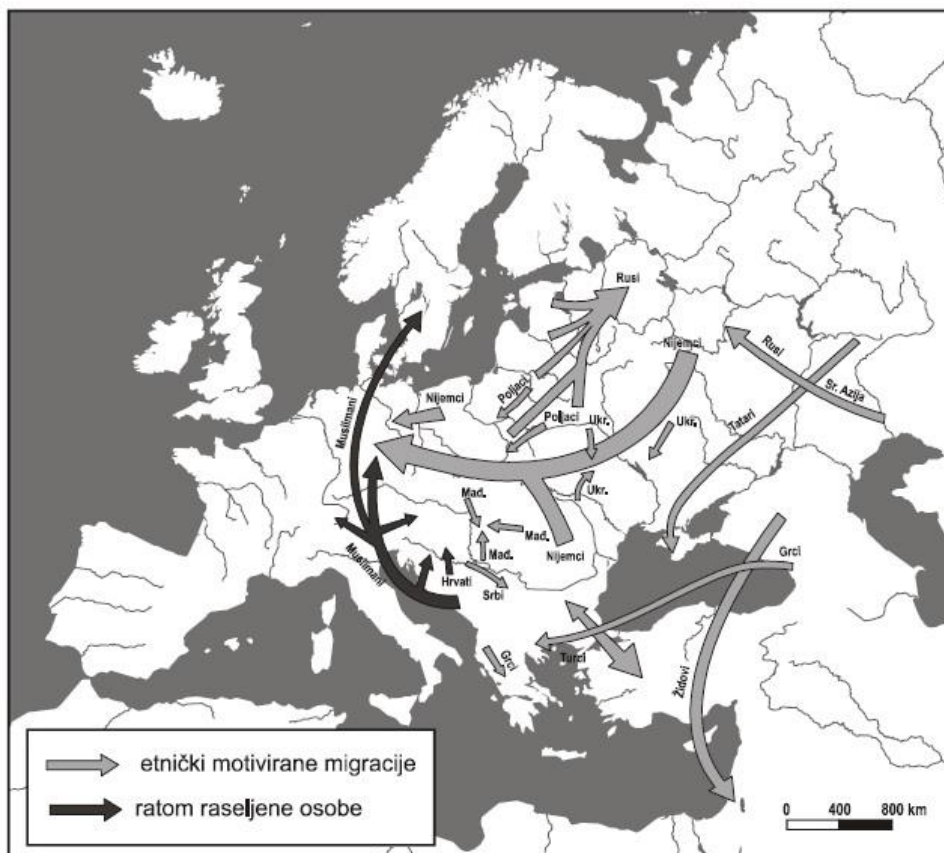 Rusi
Nijemci
Muslimani
Nijemci
Poljaci
Poljaci
Ukr.
Ukr.
Rusi
Sr. Azija
Tatari
Mađ.
Mađ.
Ukr.
Mađ.
Nijemci
Muslimani
Hrvati
Srbi
Grci
Grci
Turci
Židovi
etnički motivirane migracije
ratom raseljene osobe
0 400 800 km